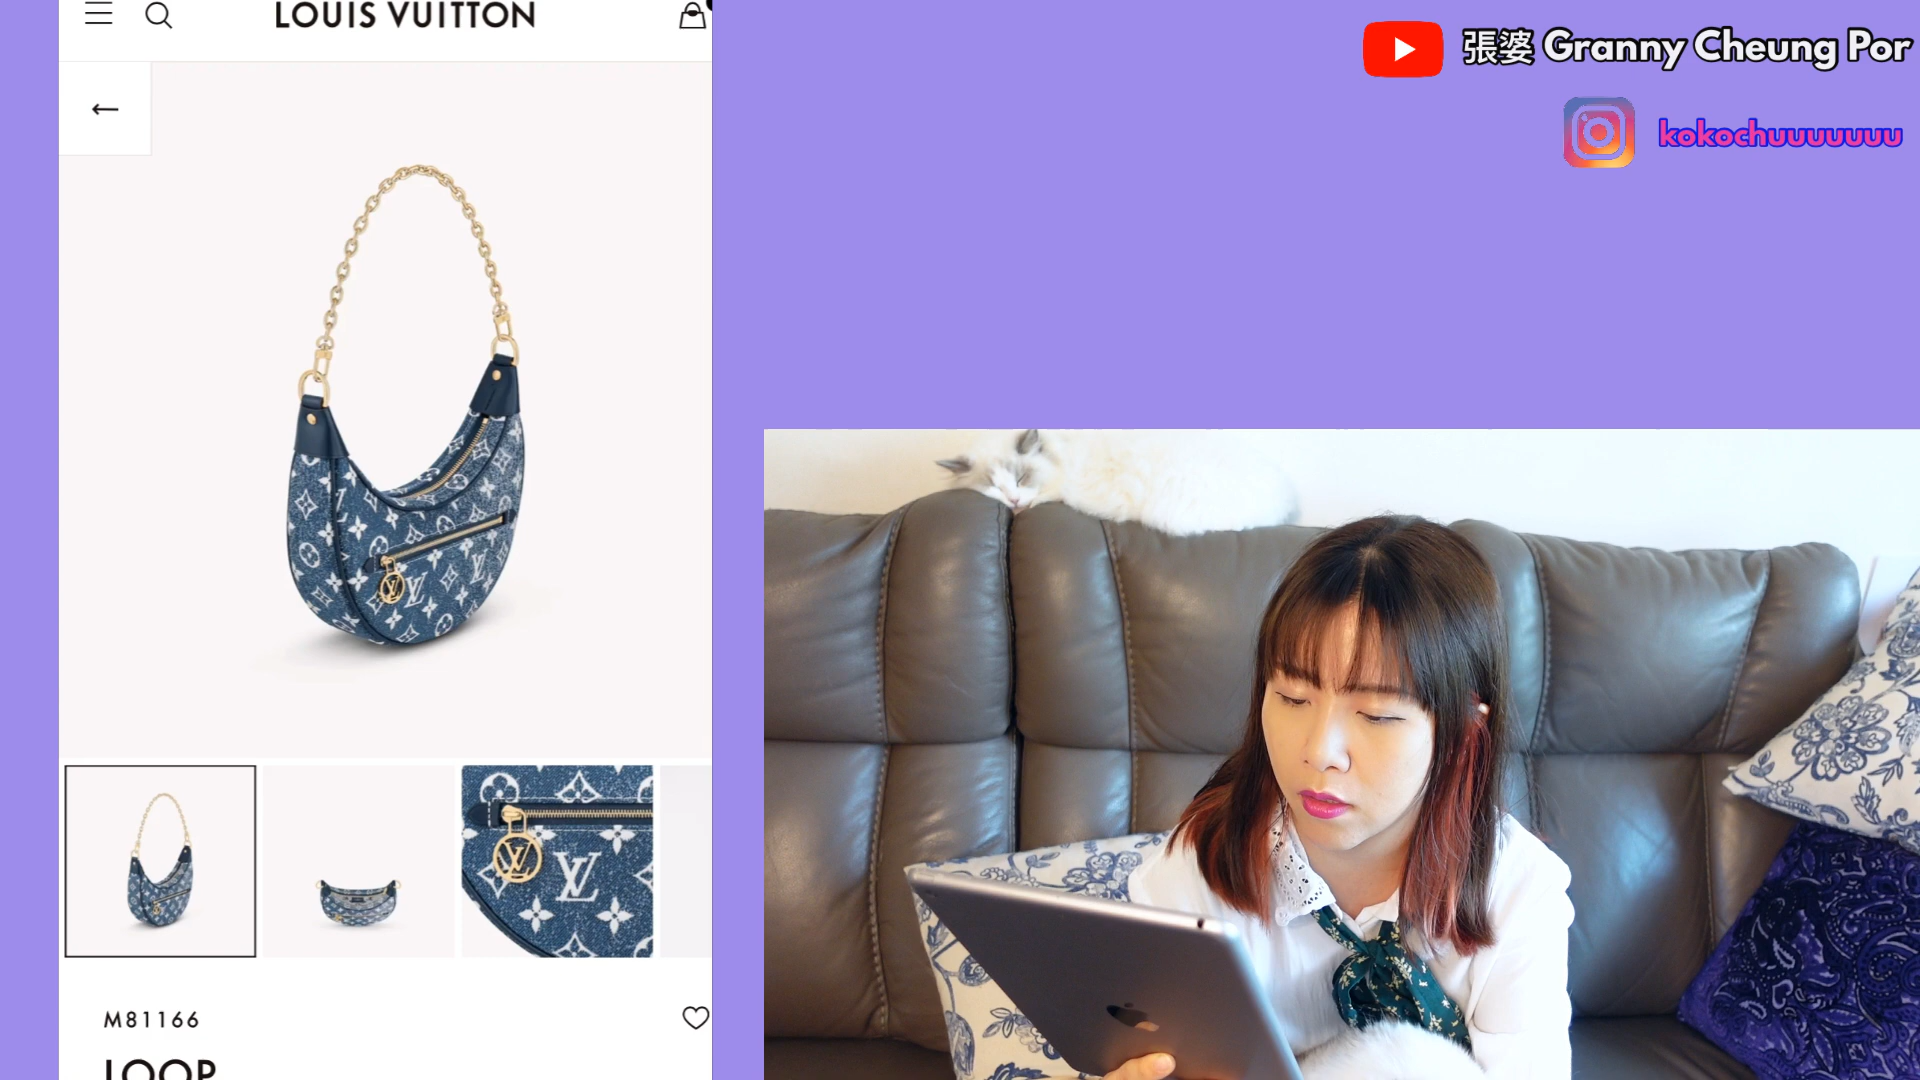 LOUIS VUITTON
張婆 Granny Cheung Por
kokochuuuuuuu
M81166
LOOP